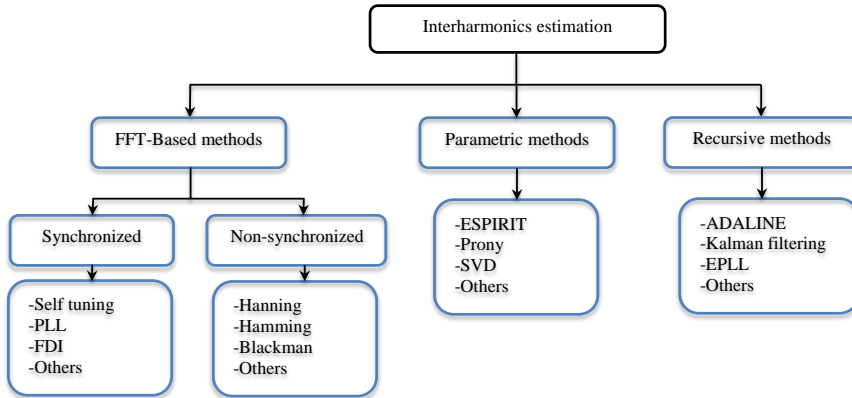 Interharmonics estimation
FFT-Based methods
Parametric methods
Recursive methods
Synchronized
Non-synchronized
-Self tuning
-PLL
-FDI
-Others
-Hanning
-Hamming
-Blackman
-Others
-ESPIRIT
-Prony
-SVD
-Others
-ADALINE
-Kalman filtering
-EPLL
-Others